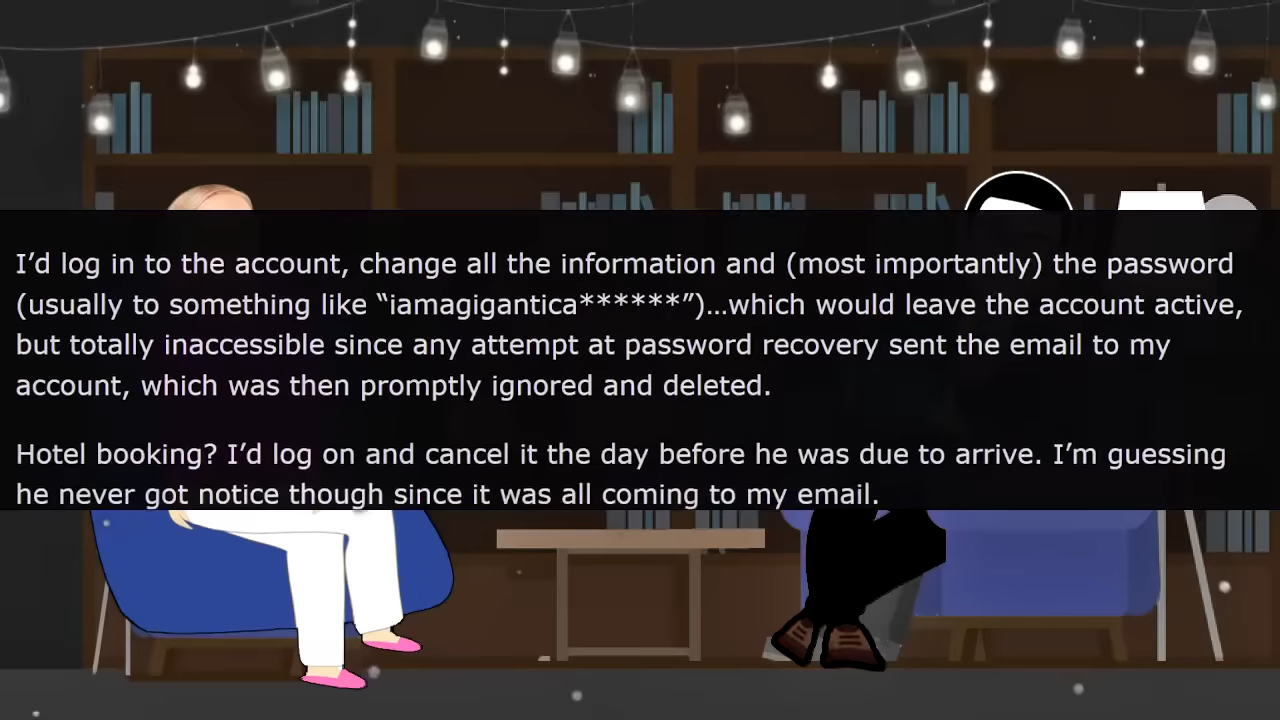 I’d log in to the account, change all the information and (most importantly) the password
(usually to something like “iamagigantica******”)…which would leave the account active,
but totally inaccessible since any attempt at password recovery sent the email to my
account, which was then promptly ignored and deleted.
Hotel booking? I’d log on and cancel it the day before he was due to arrive. I’m guessing
he never got notice though since it was all coming to my email.